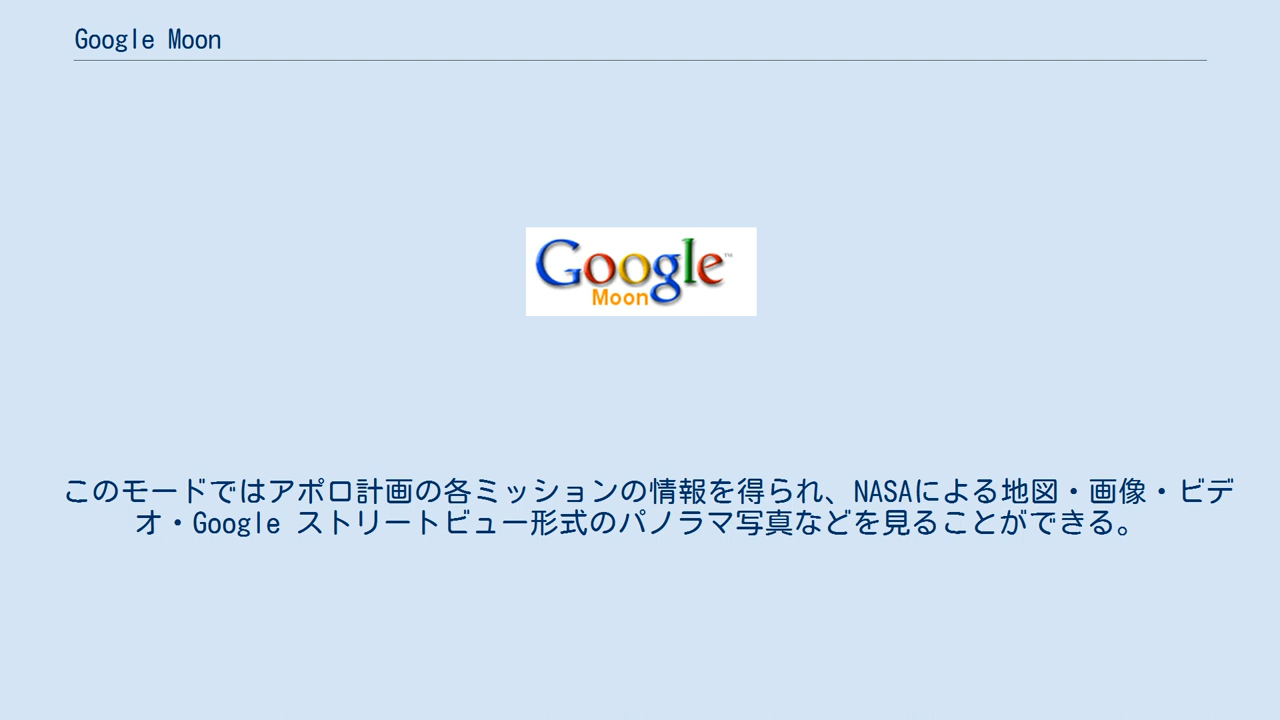 Google Moon
Google™
Moon
このモードではアポロ計画の各ミッションの情報を得られ、NASAによる地図・画像・ビデ
オ・Google ストリートビュー形式のパノラマ写真などを見ることができる。